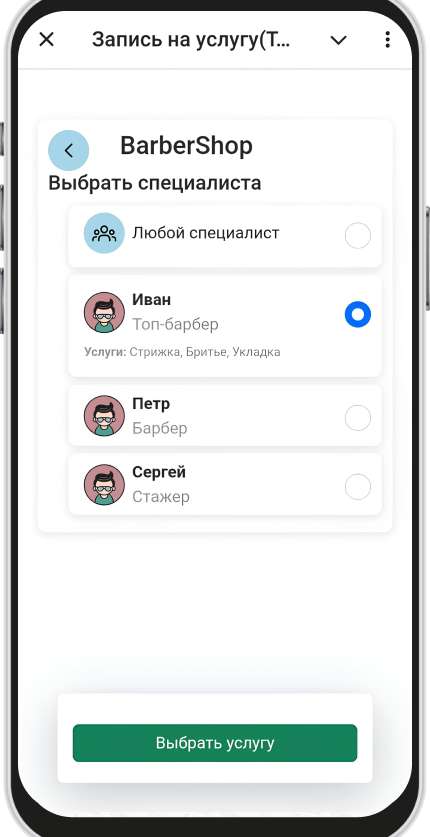 Запись на услугу(Т...
BarberShop
Выбрать специалиста
Любой специалист
Иван
Топ-барбер
Услуги: Стрижка, Бритье, Укладка
Петр
Барбер
Сергей
Стажер
Выбрать услугу